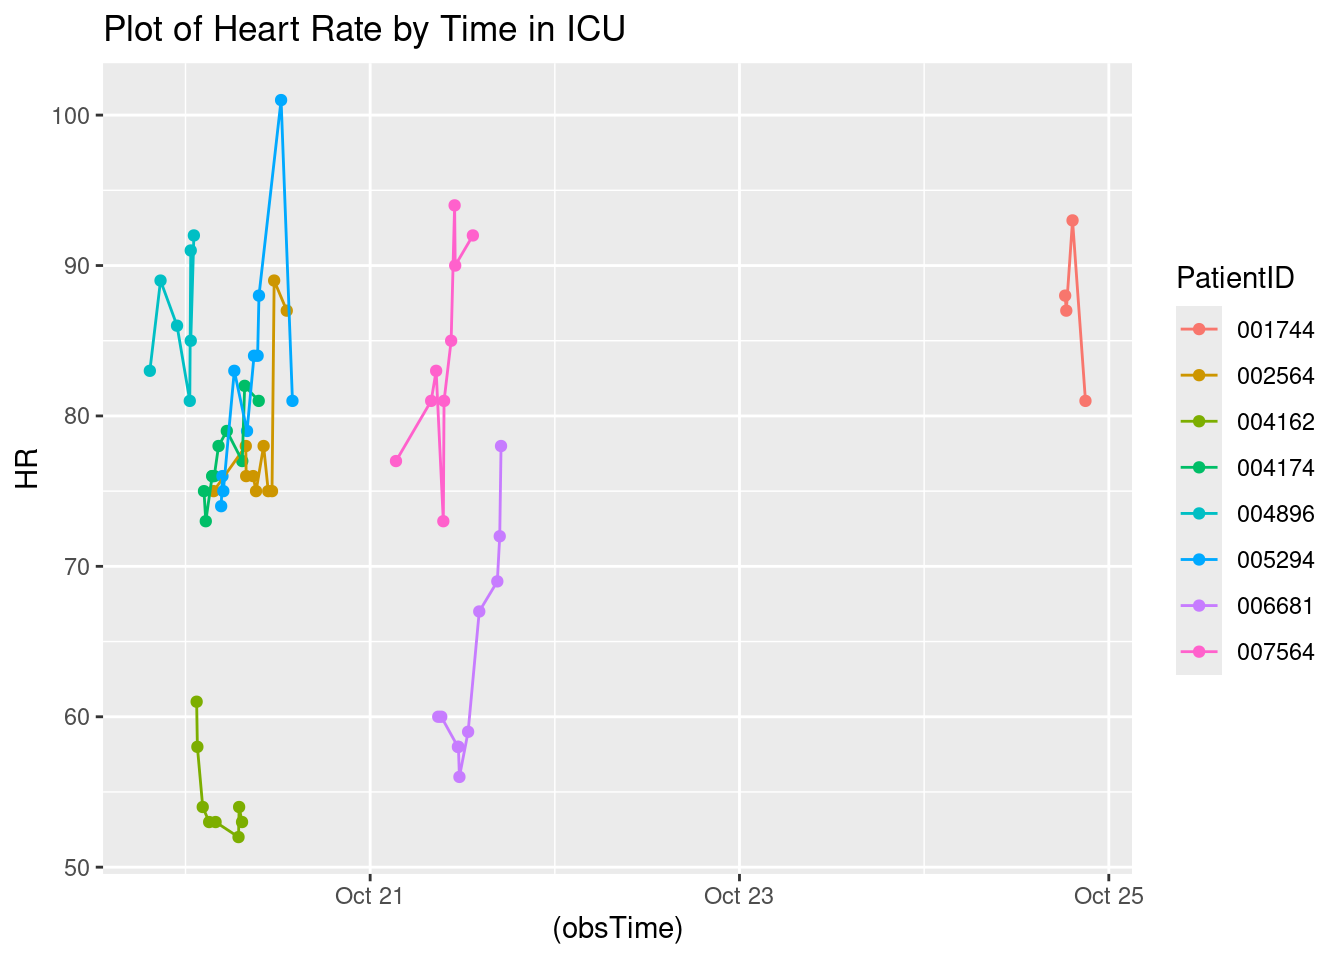 Plot of Heart Rate by Time in ICU
HR
100
90
80
70
60
50
Oct 21
Oct 23
Oct 25
(obsTime)
PatientID
001744
002564
004162
004174
004896
005294
006681
007564